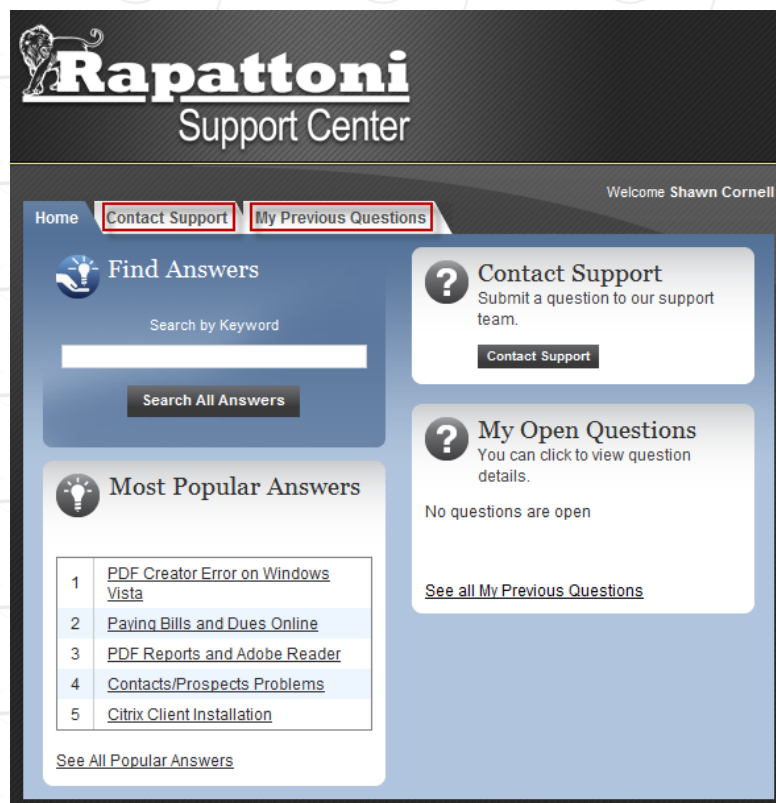 Rapattoni
Support Center
Welcome Shawn Cornell
Home
Contact Support
My Previous Questions
Find Answers
Search by Keyword
Search All Answers
Most Popular Answers
1 PDF Creator Error on Windows
Vista
2 Paying Bills and Dues Online
3 PDF Reports and Adobe Reader
4 Contacts/Prospects Problems
5 Citrix Client Installation
See All Popular Answers
Contact Support
Submit a question to our support
team.
Contact Support
My Open Questions
You can click to view question
details.
No questions are open
See all My Previous Questions